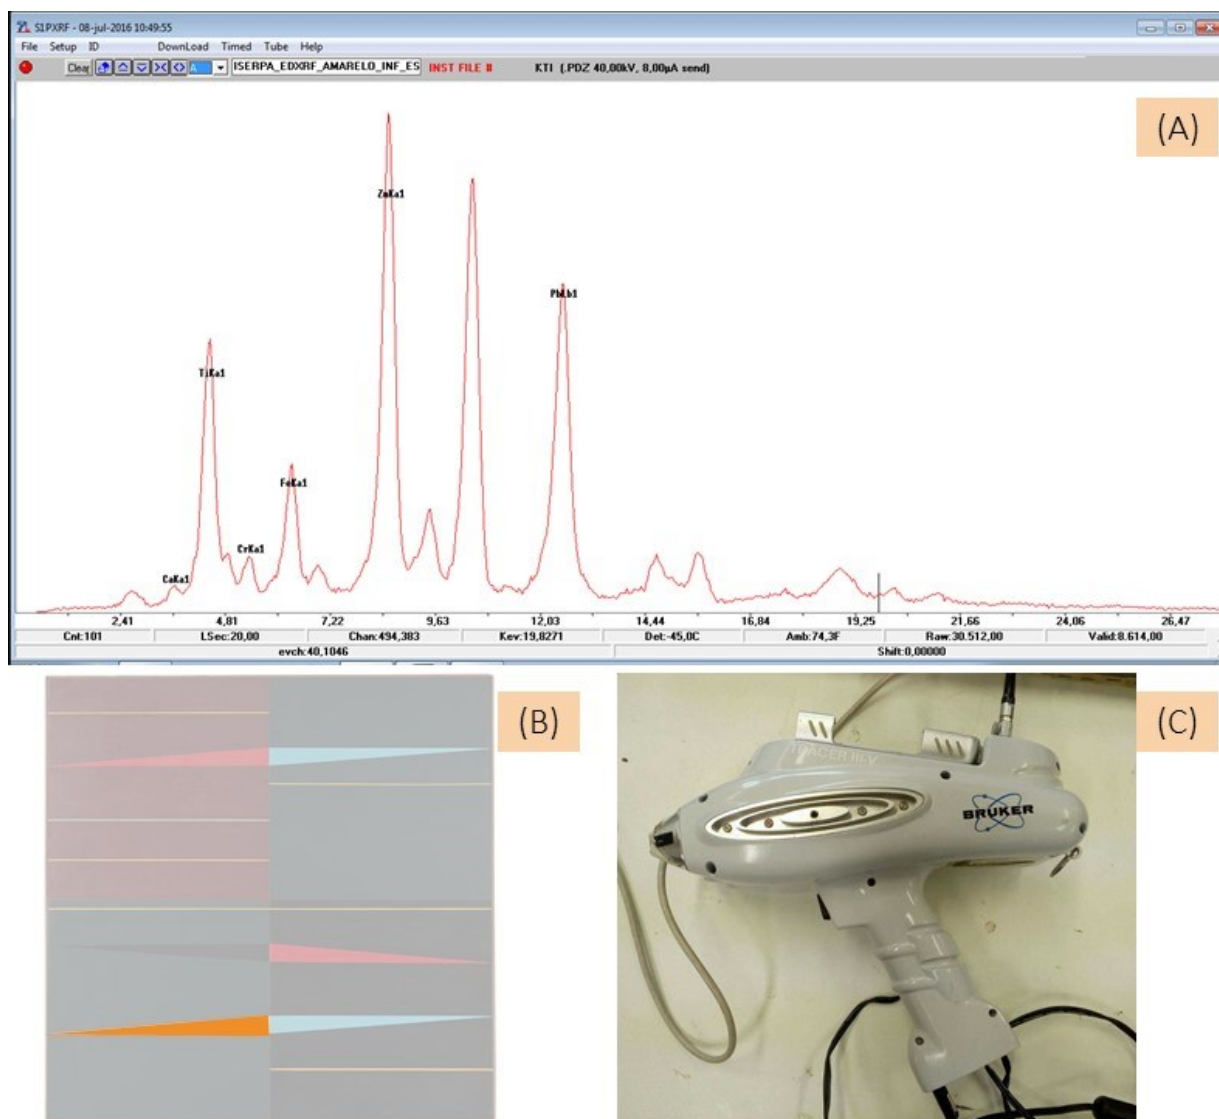 S1PXRF - 08-jul-2016 10:49:55
File Setup ID DownLoad Timed Tube Help
Clear A ISERPA_EDXRF_AMARELO_INF_ES INST FILE # KTI (.PDZ 40,00kV, 8,00µA send)
(A)
ZnKa1
PbLb1
TiKa1
FeKa1
CrKa1
CaKa1
2,41 4,81 7,22 9,63 12,03 14,44 16,84 19,25 21,66 24,06 26,47
Cnt:101 LSec:20,00 Chan:494,383 Kev:19,8271 Det:-45,0C Amb:74,3F Raw:30.512,00 Valid:8.614,00
evch:40,1046 Shift:0,00000
(B)
(C)
TRACER III-V
BRUKER